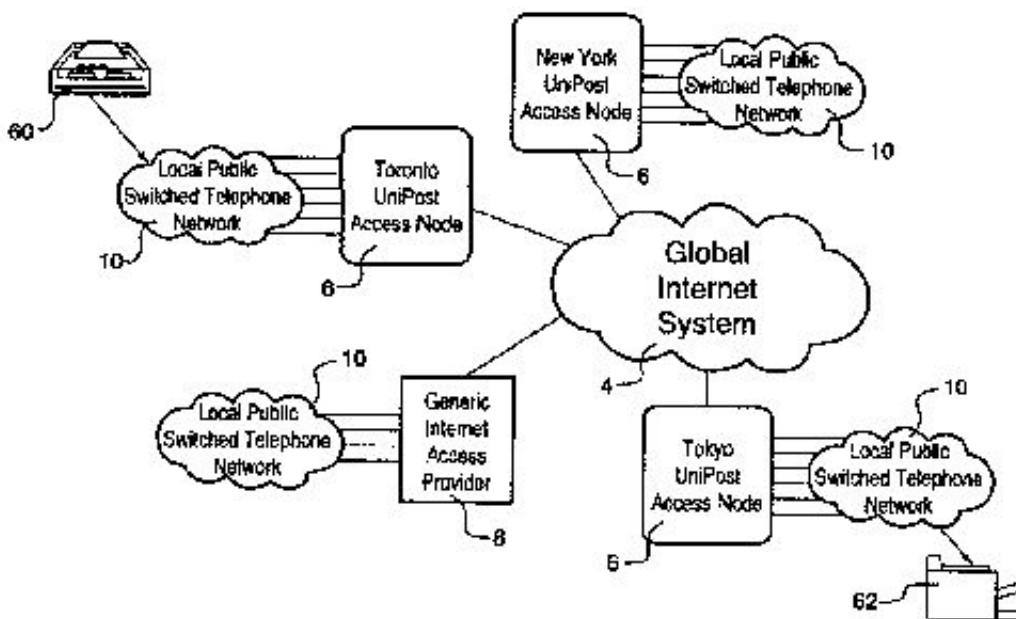 60
Local Public
Switched Telephone
Network
10
Toronto
UniPost
Access Node
6
New York
UniPost
Access Node
6
Local Public
Switched Telephone
Network
10
Global
Internet
System
4
10
Local Public
Switched Telephone
Network
Generic
Internet
Access
Provider
8
Tokyo
UniPost
Access Node
6
10
Local Public
Switched Telephone
Network
62